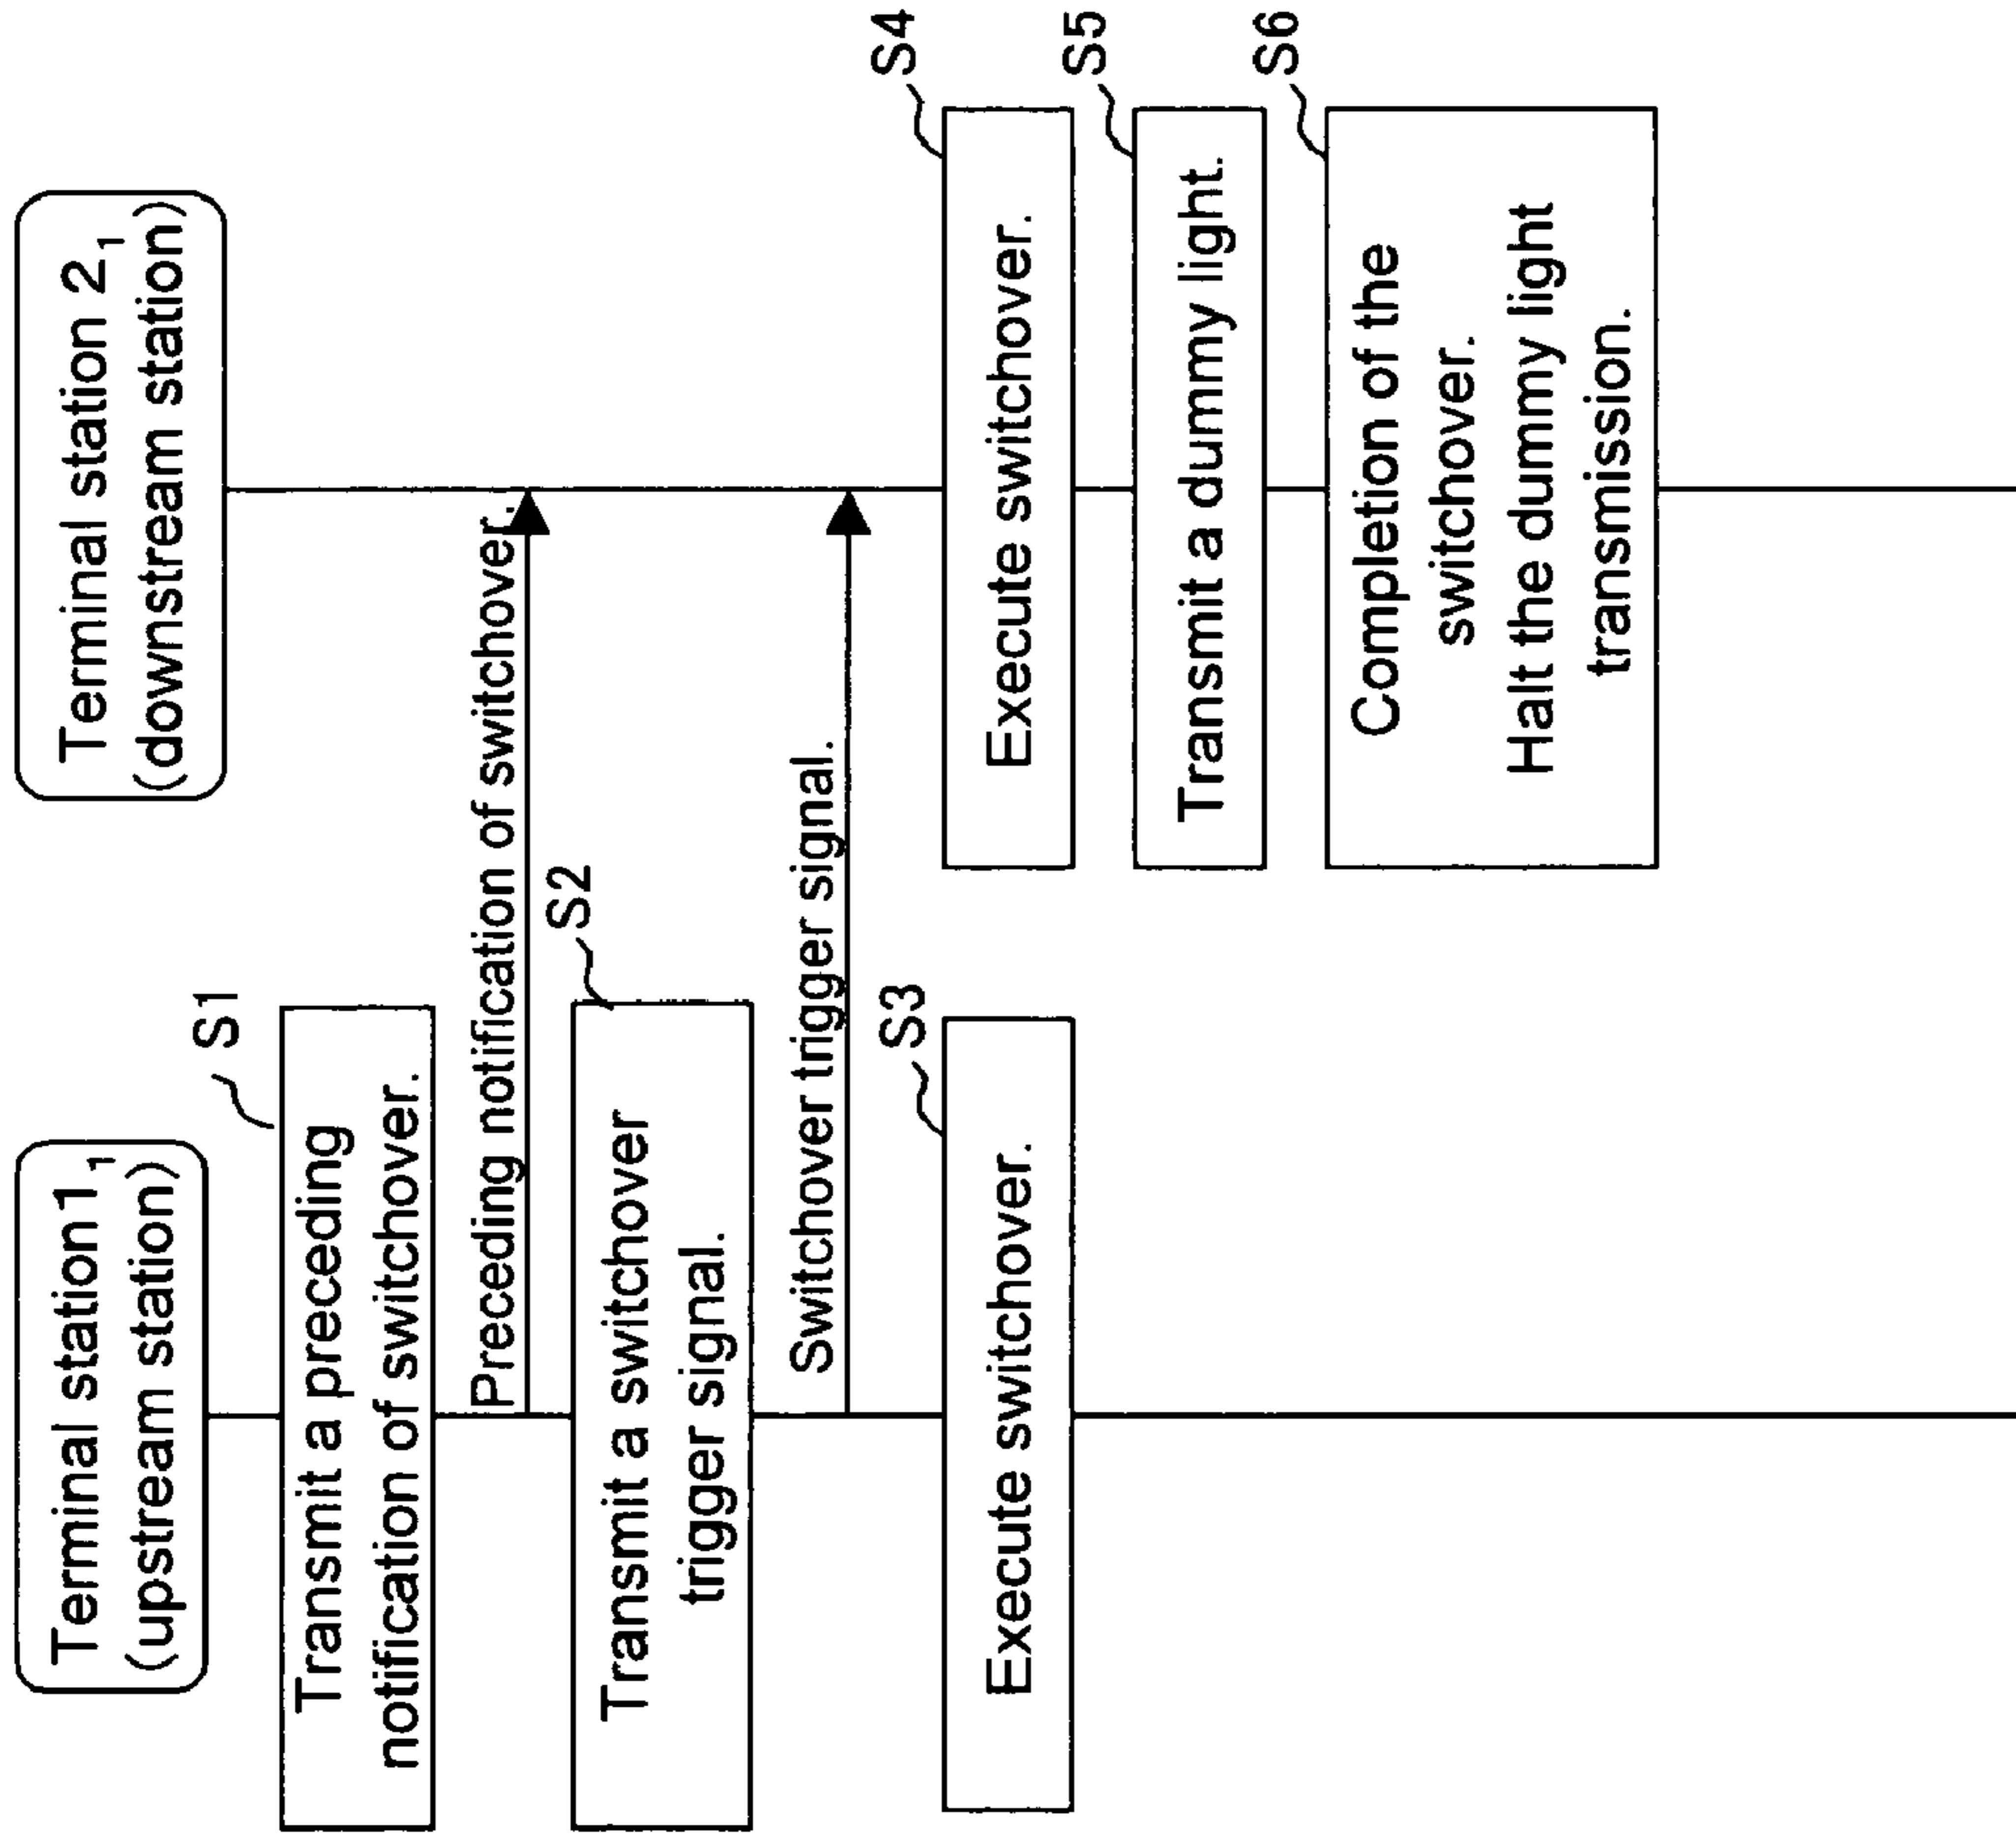 Terminal station 1₁
(upstream station)
Terminal station 2₁
(downstream station)
S1
Transmit a preceding
notification of switchover.
Preceding notification of switchover.
S2
Transmit a switchover
trigger signal.
Switchover trigger signal.
S3
Execute switchover.
S4
Execute switchover.
S5
Transmit a dummy light.
S6
Completion of the
switchover.
Halt the dummy light
transmission.